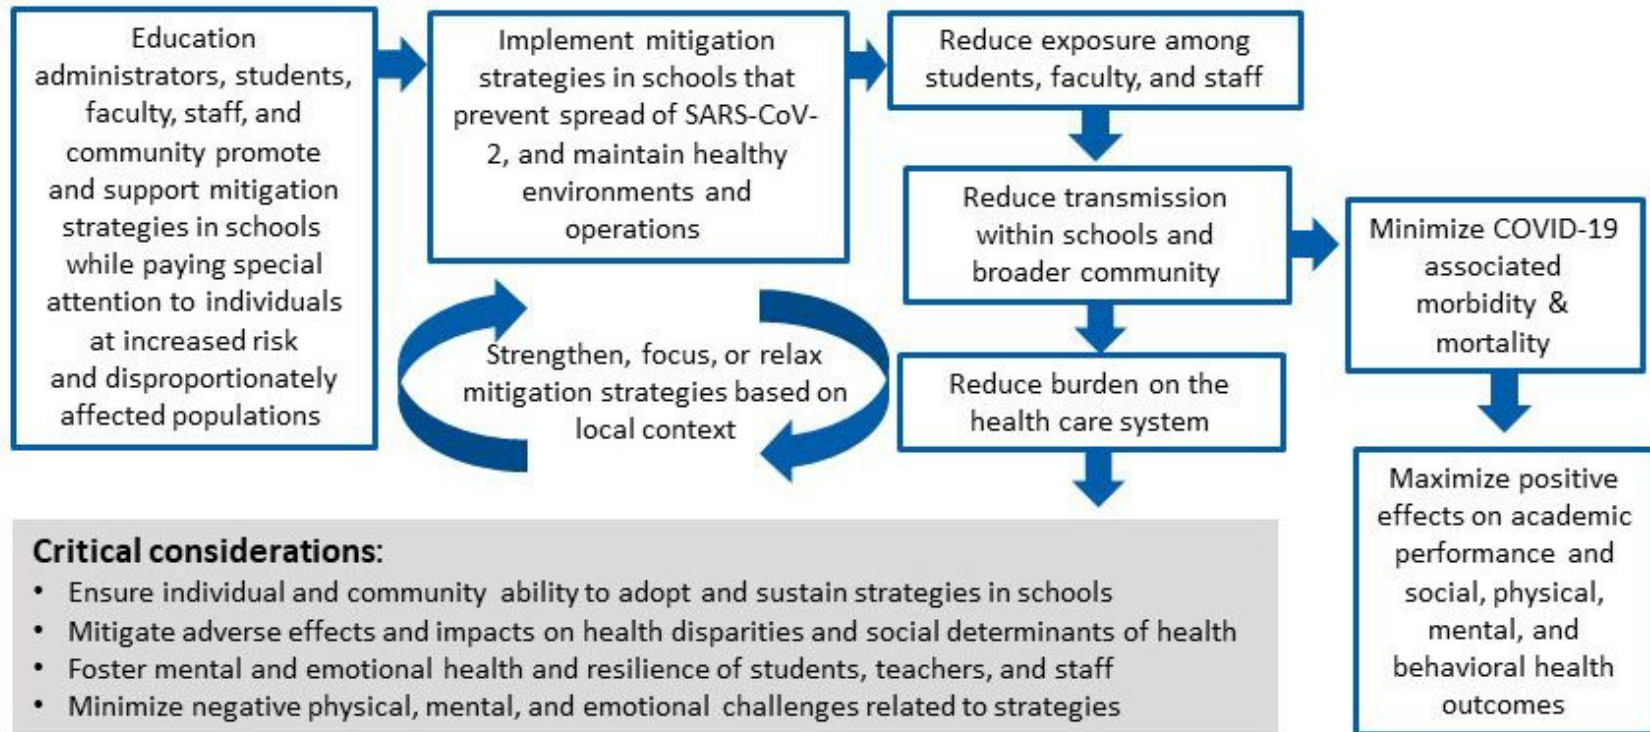 Education
administrators, students,
faculty, staff, and
community promote
and support mitigation
strategies in schools
while paying special
attention to individuals
at increased risk
and disproportionately
affected populations
Implement mitigation
strategies in schools that
prevent spread of SARS-CoV-
2, and maintain healthy
environments and
operations
Strengthen, focus, or relax
mitigation strategies based on
local context
Reduce exposure among
students, faculty, and staff
Reduce transmission
within schools and
broader community
Reduce burden on the
health care system
Minimize COVID-19
associated
morbidity &
mortality
Maximize positive
effects on academic
performance and
social, physical,
mental, and
behavioral health
outcomes
Critical considerations:
• Ensure individual and community ability to adopt and sustain strategies in schools
• Mitigate adverse effects and impacts on health disparities and social determinants of health
• Foster mental and emotional health and resilience of students, teachers, and staff
• Minimize negative physical, mental, and emotional challenges related to strategies